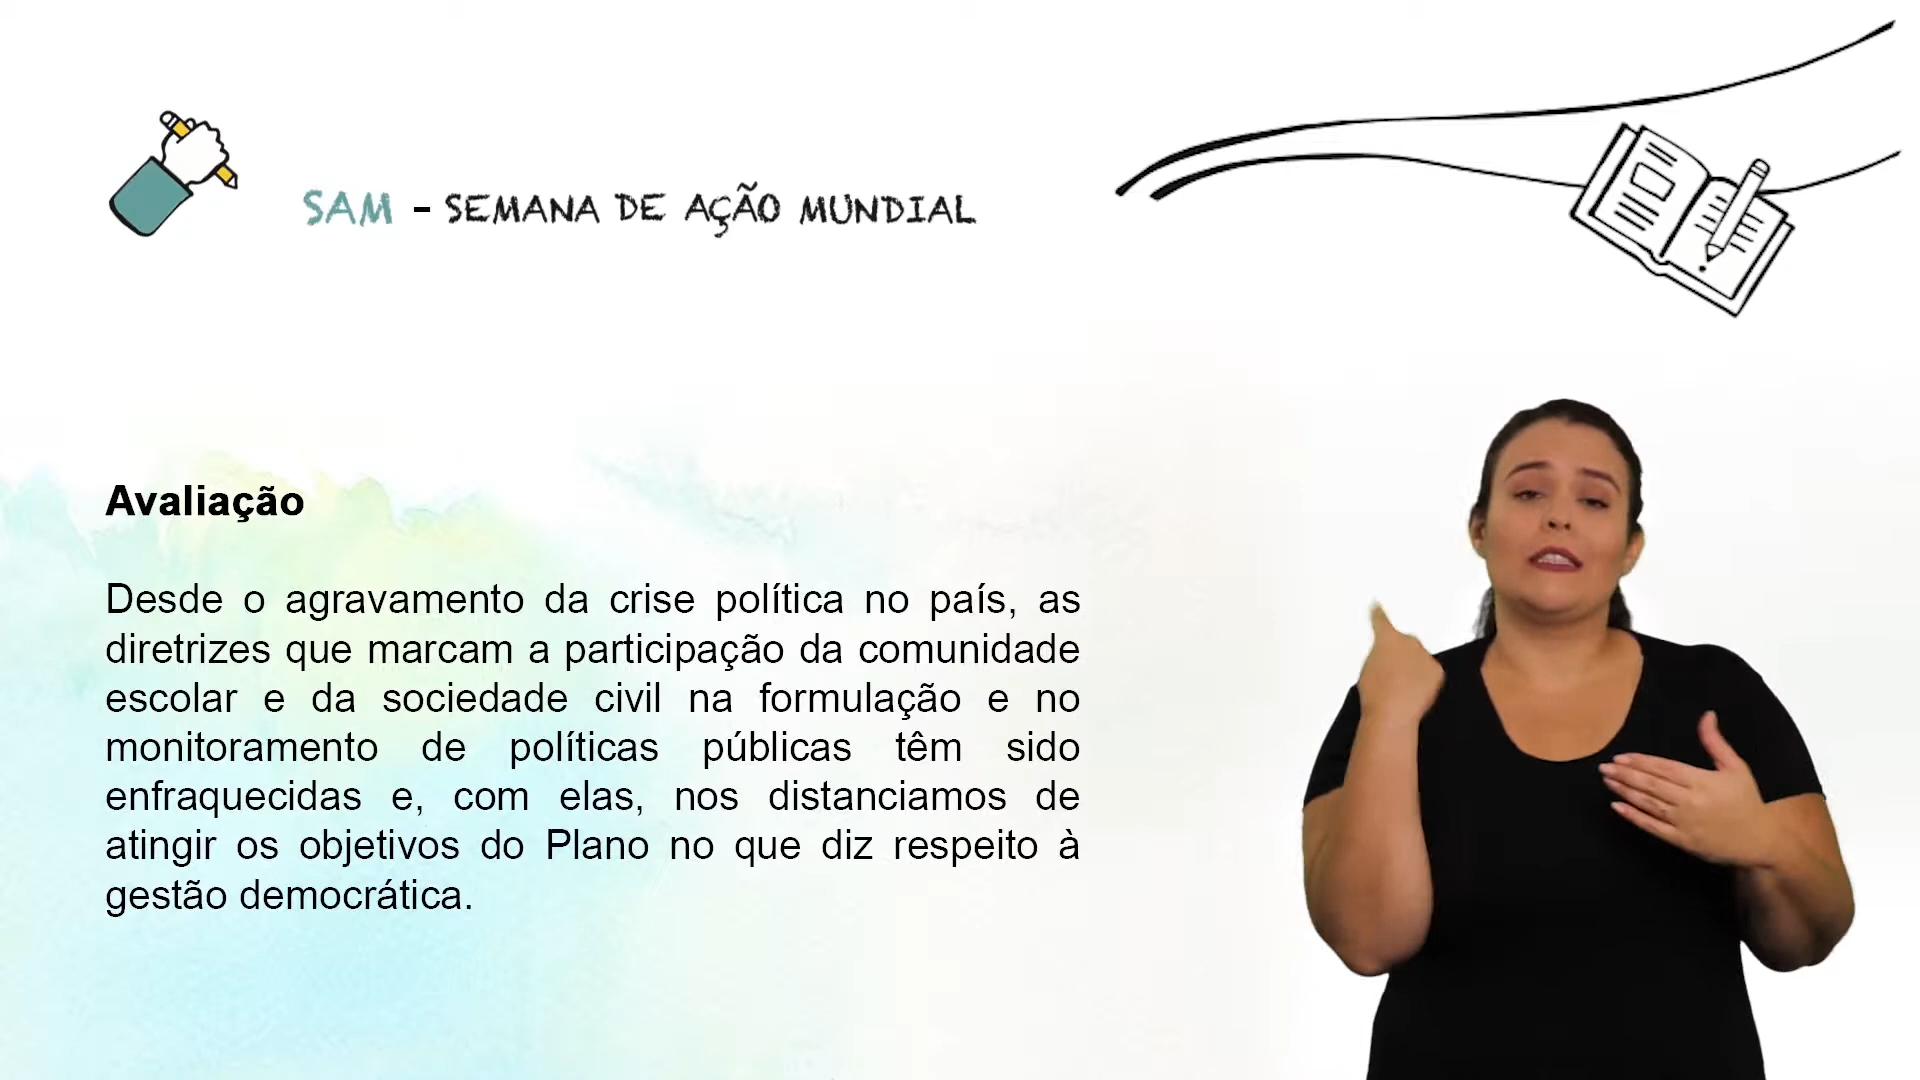 SAM - SEMANA DE AÇÃO MUNDIAL
Avaliação
Desde o agravamento da crise política no país, as
diretrizes que marcam a participação da comunidade
escolar e da sociedade civil na formulação e no
monitoramento de políticas públicas têm sido
enfraquecidas e, com elas, nos distanciamos de
atingir os objetivos do Plano no que diz respeito à
gestão democrática.